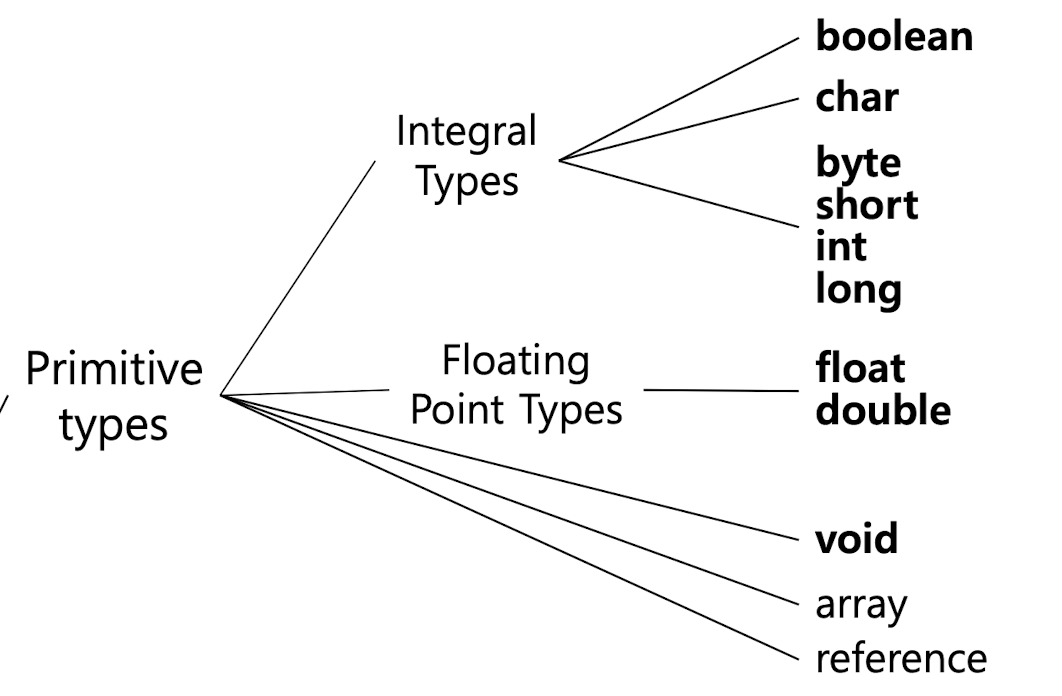 Primitive
types
Integral
Types
boolean
char
byte
short
int
long
Floating
Point Types
float
double
void
array
reference